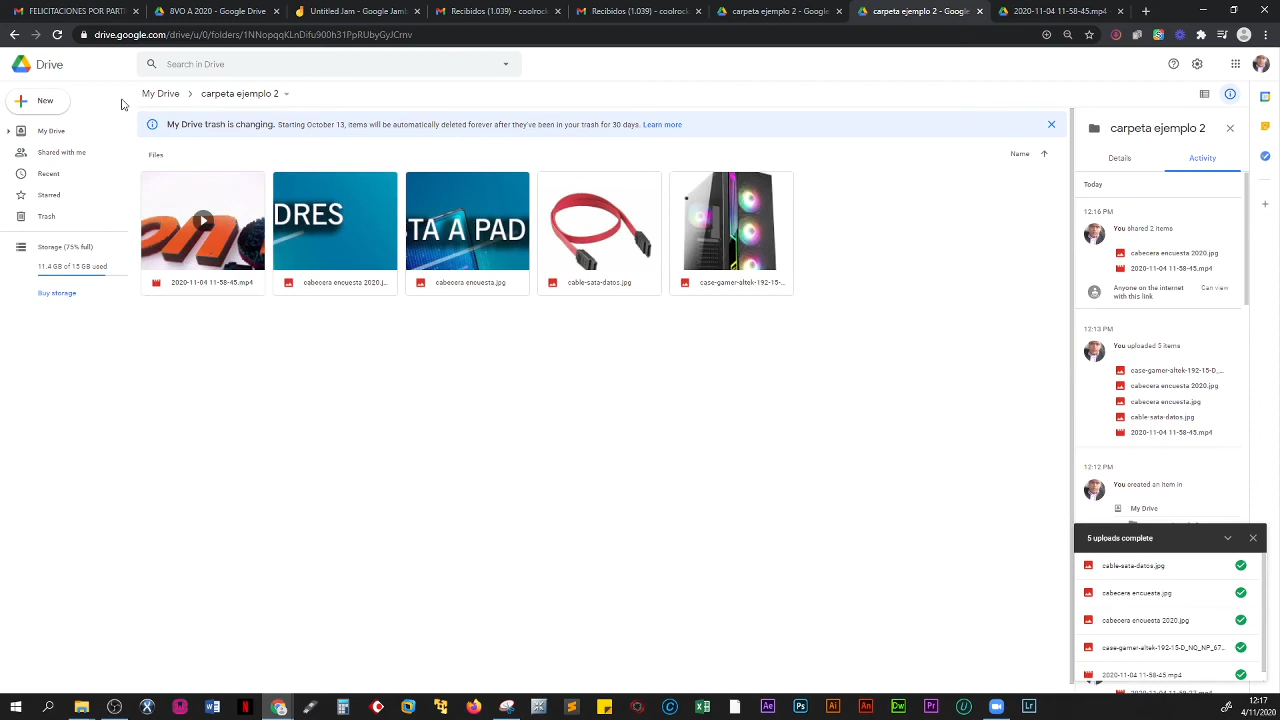 FELICITACIONES POR PART
8VO A 2020 - Google Drive
Untitled Jam - Google Jamb
Recibidos (1.039) - coolrock
Recibidos (1.039) - coolrock
carpeta ejemplo 2 - Google
carpeta ejemplo 2 - Google
2020-11-04 11-58-45.mp4
drive.google.com/drive/u/0/folders/1NNopqqKLnDifu900h31PpRUbyGyJCrnv
Drive
Search in Drive
New
My Drive
carpeta ejemplo 2
carpeta ejemplo 2
My Drive trash is changing. Starting October 13, items will be automatically deleted forever after they've been in your trash for 30 days. Learn more
My Drive
Shared with me
Recent
Starred
Trash
Storage (75% full)
11.4 GB of 15 GB used
Buy storage
Files
Name
DRES
TA A PAD
2020-11-04 11-58-45.mp4
cabecera encuesta 2020.j...
cabecera encuesta.jpg
cable-sata-datos.jpg
case-gamer-altek-192-15-...
Details
Activity
Today
12:16 PM
You shared 2 items
cabecera encuesta 2020.jpg
2020-11-04 11-58-45.mp4
Anyone on the internet
with this link
Can view
12:13 PM
You uploaded 5 items
case-gamer-altek-192-15-D_...
cabecera encuesta 2020.jpg
cabecera encuesta.jpg
cable-sata-datos.jpg
2020-11-04 11-58-45.mp4
12:12 PM
You created an item in
My Drive
5 uploads complete
cable-sata-datos.jpg
cabecera encuesta.jpg
cabecera encuesta 2020.jpg
case-gamer-altek-192-15-D_NQ_NP_67...
2020-11-04 11-58-45.mp4
12:17
4/11/2020